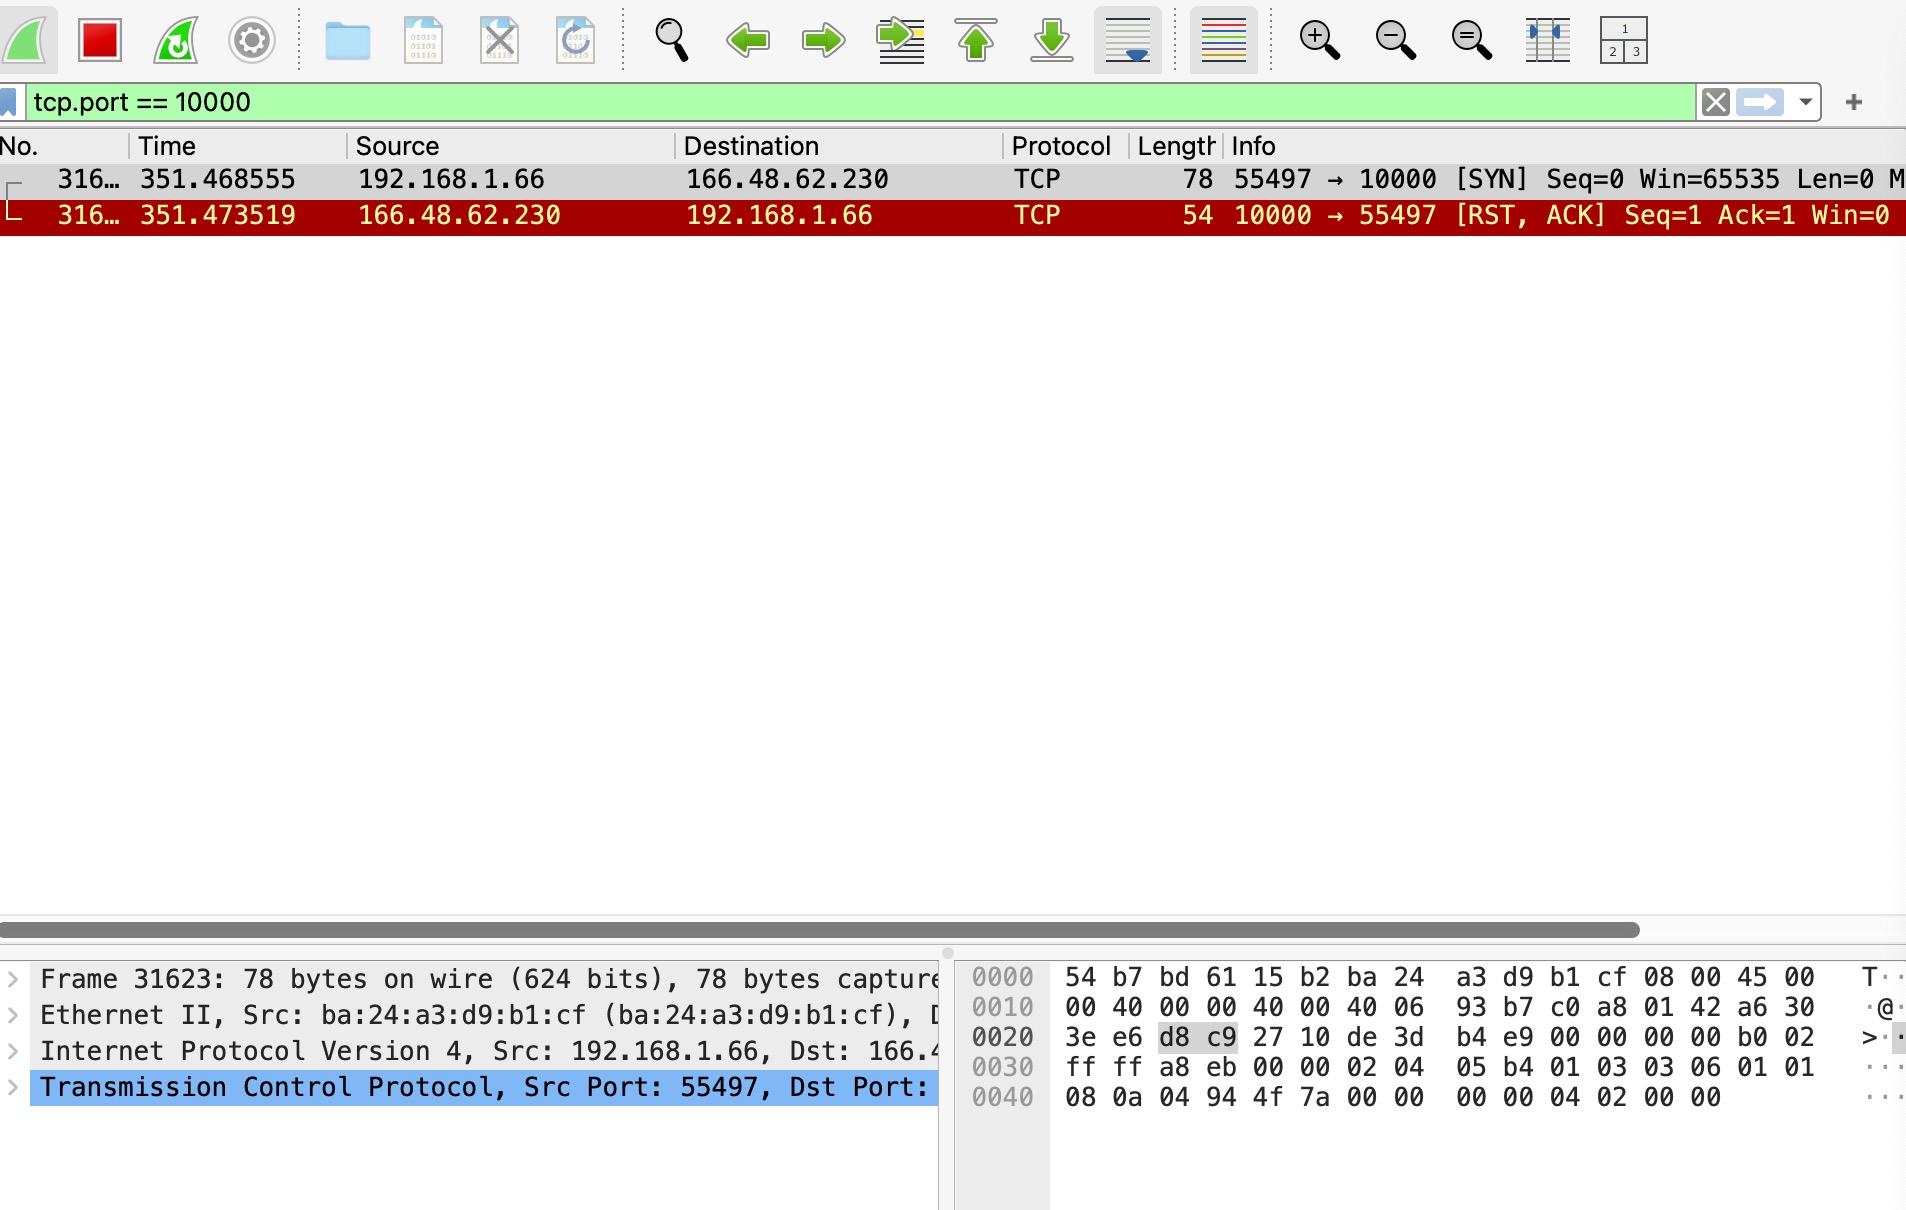 1
2 3
tcp.port == 10000
No. Time Source Destination Protocol Length Info
316… 351.468555 192.168.1.66 166.48.62.230 TCP 78 55497 → 10000 [SYN] Seq=0 Win=65535 Len=0 M
316… 351.473519 166.48.62.230 192.168.1.66 TCP 54 10000 → 55497 [RST, ACK] Seq=1 Ack=1 Win=0
Frame 31623: 78 bytes on wire (624 bits), 78 bytes capture
Ethernet II, Src: ba:24:a3:d9:b1:cf (ba:24:a3:d9:b1:cf), D
Internet Protocol Version 4, Src: 192.168.1.66, Dst: 166.4
Transmission Control Protocol, Src Port: 55497, Dst Port:
0000 54 b7 bd 61 15 b2 ba 24 a3 d9 b1 cf 08 00 45 00 T··
0010 00 40 00 00 40 00 40 06 93 b7 c0 a8 01 42 a6 30 ·@·
0020 3e e6 d8 c9 27 10 de 3d b4 e9 00 00 00 00 b0 02 >··
0030 ff ff a8 eb 00 00 02 04 05 b4 01 03 03 06 01 01 ···
0040 08 0a 04 94 4f 7a 00 00 00 00 04 02 00 00 ···